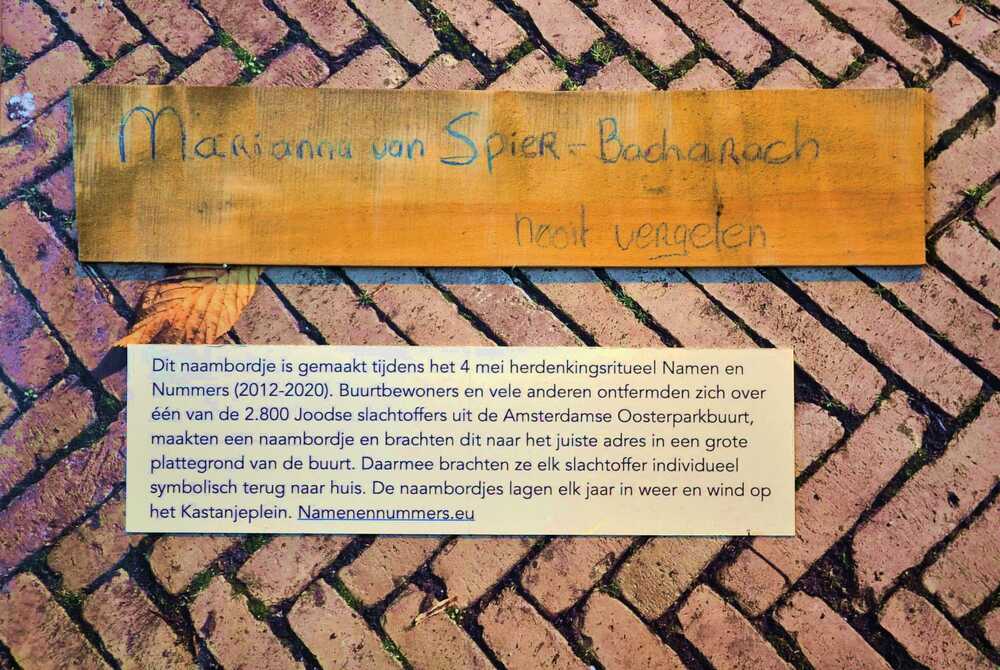 Marianna van Spier-Bacharach
nooit vergeten
Dit naambordje is gemaakt tijdens het 4 mei herdenkingsritueel Namen en
Nummers (2012-2020). Buurtbewoners en vele anderen ontfermden zich over
één van de 2.800 Joodse slachtoffers uit de Amsterdamse Oosterparkbuurt,
maakten een naambordje en brachten dit naar het juiste adres in een grote
plattegrond van de buurt. Daarmee brachten ze elk slachtoffer individueel
symbolisch terug naar huis. De naambordjes lagen elk jaar in weer en wind op
het Kastanjeplein. Namenennummers.eu